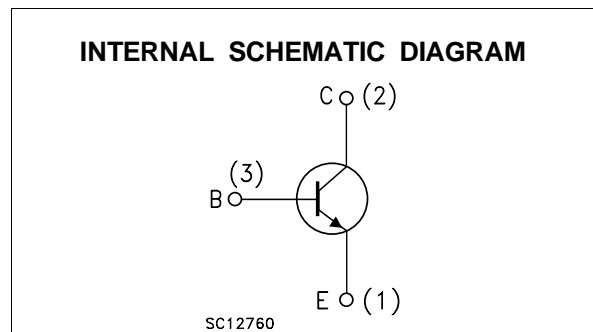 INTERNAL SCHEMATIC DIAGRAM
C (2)
(3)
B
E (1)
SC12760